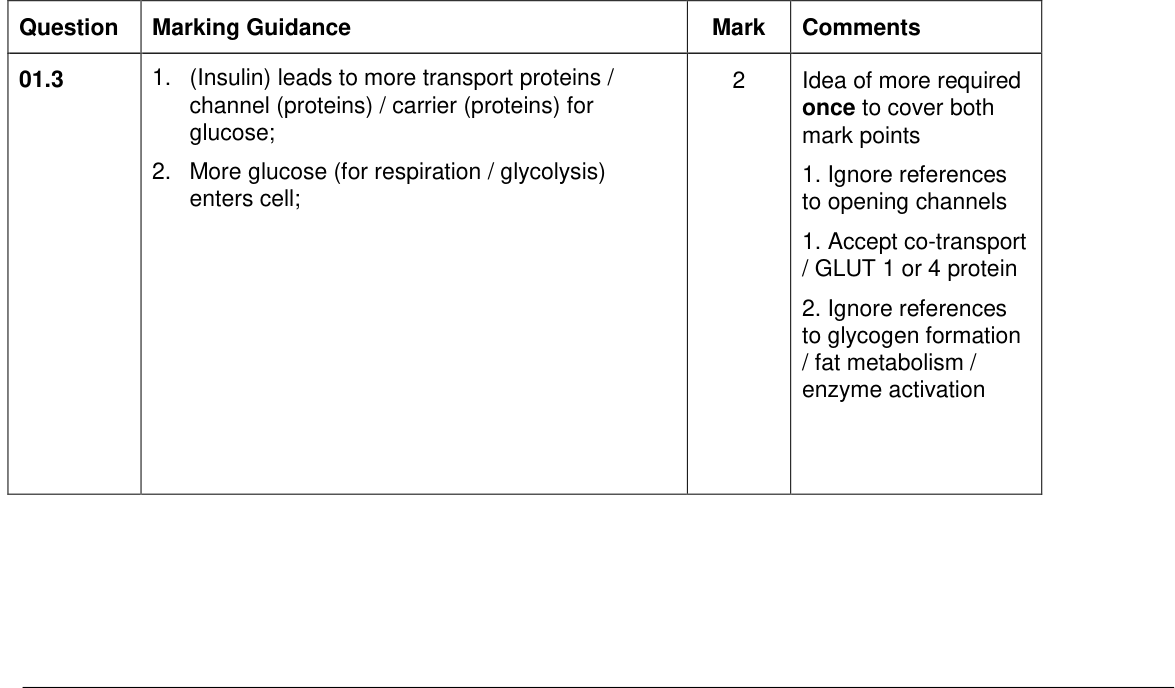 Question Marking Guidance Mark Comments
01.3
1. (Insulin) leads to more transport proteins /
channel (proteins) / carrier (proteins) for
glucose;
2. More glucose (for respiration / glycolysis)
enters cell;
2
Idea of more required
once to cover both
mark points
1. Ignore references
to opening channels
1. Accept co-transport
/ GLUT 1 or 4 protein
2. Ignore references
to glycogen formation
/ fat metabolism /
enzyme activation